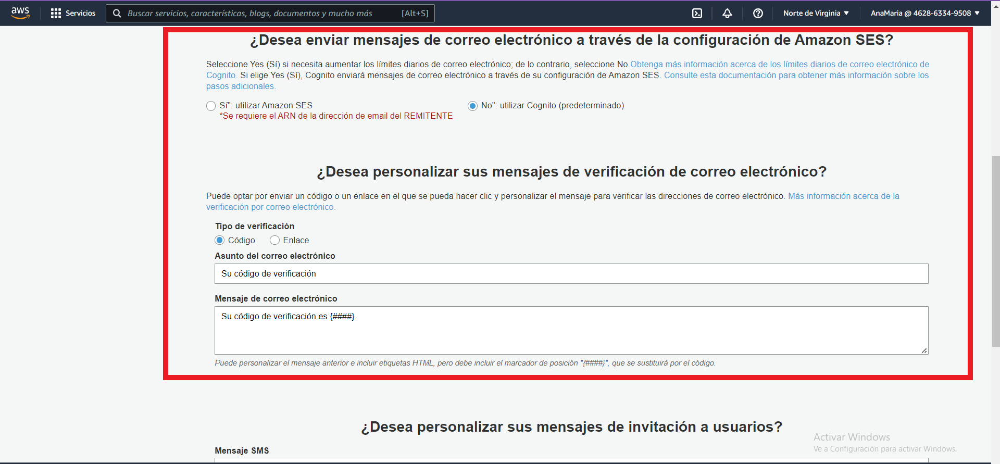 aws
Servicios
Buscar servicios, características, blogs, documentos y mucho más
[Alt+S]
Norte de Virginia ▼
AnaMaria @ 4628-6334-9508 ▼
¿Desea enviar mensajes de correo electrónico a través de la configuración de Amazon SES?
Seleccione Yes (Sí) si necesita aumentar los límites diarios de correo electrónico; de lo contrario, seleccione No.Obtenga más información acerca de los límites diarios de correo electrónico de
Cognito. Si elige Yes (Sí), Cognito enviará mensajes de correo electrónico a través de su configuración de Amazon SES. Consulte esta documentación para obtener más información sobre los
pasos adicionales.
Sí": utilizar Amazon SES
*Se requiere el ARN de la dirección de email del REMITENTE
No": utilizar Cognito (predeterminado)
¿Desea personalizar sus mensajes de verificación de correo electrónico?
Puede optar por enviar un código o un enlace en el que se pueda hacer clic y personalizar el mensaje para verificar las direcciones de correo electrónico. Más información acerca de la
verificación por correo electrónico.
Tipo de verificación
Código
Enlace
Asunto del correo electrónico
Su código de verificación
Mensaje de correo electrónico
Su código de verificación es {####}.
Puede personalizar el mensaje anterior e incluir etiquetas HTML, pero debe incluir el marcador de posición "{####}", que se sustituirá por el código.
¿Desea personalizar sus mensajes de invitación a usuarios?
Activar Windows
Ve a Configuración para activar Windows.
Mensaje SMS